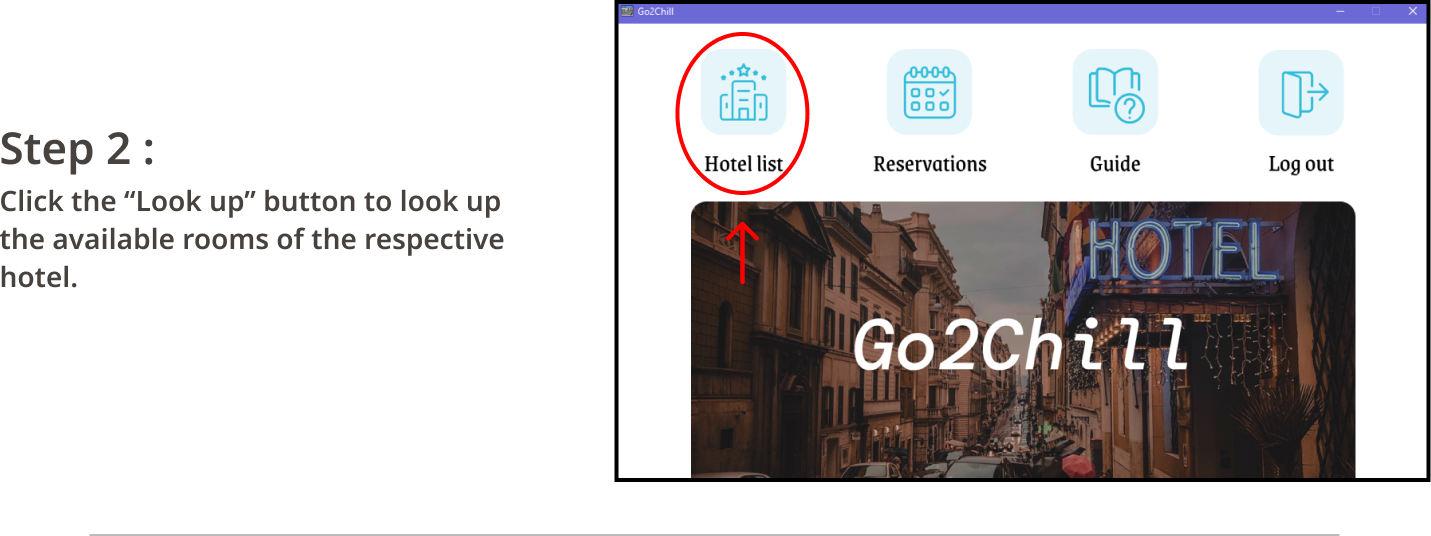 Step 2 :
Click the “Look up” button to look up
the available rooms of the respective
hotel.
Go2Chill
Hotel list
Reservations
Guide
Log out
HOTEL
Go2Chill